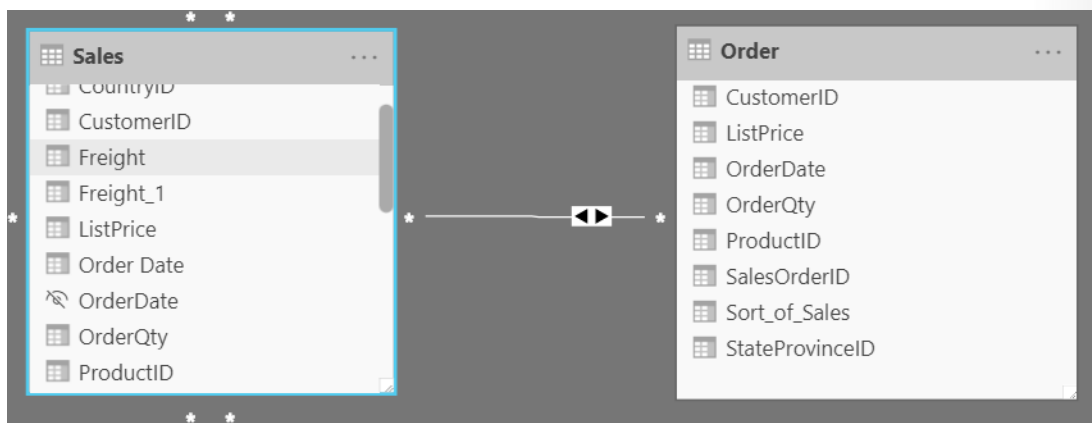 * *
Sales ...
CountryID
CustomerID
Freight
Freight_1
ListPrice
Order Date
OrderDate
OrderQty
ProductID
* *
*
*
*
Order ...
CustomerID
ListPrice
OrderDate
OrderQty
ProductID
SalesOrderID
Sort_of_Sales
StateProvinceID